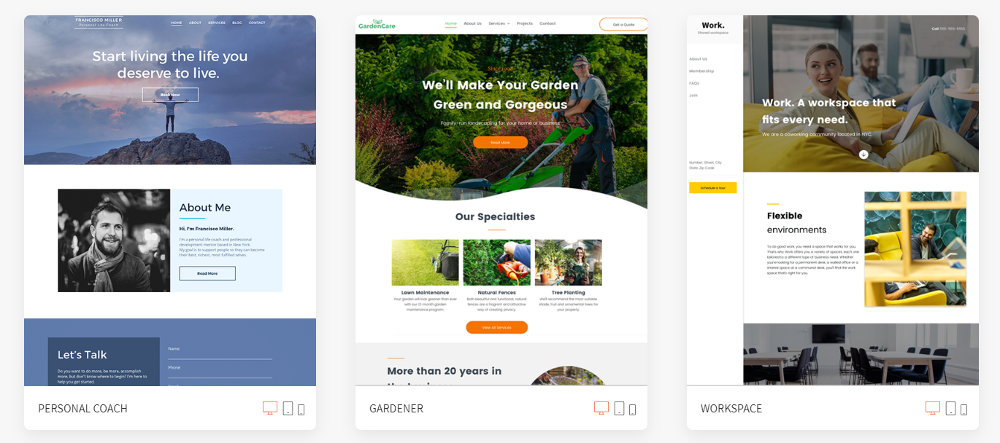 FRANCISCO MILLER
Personal Life Coach
HOME ABOUT SERVICES BLOG CONTACT
Start living the life you
deserve to live.
Book Now
About Me
Hi, I'm Francisco Miller.
I'm a personal life coach and professional
development mentor based in New York.
My goal is to support people so they can become
their best, richest, most fulfilled selves.
Read More
Let's Talk
Do you want to do more, be more, accomplish
more, but don't know where to begin? I'm here to
help you get started.
Name:
Phone:
PERSONAL COACH
GardenCare
Home About Us Services Projects Contact
Get a Quote
Since
We'll Make Your Garden
Green and Gorgeous
Family-run landscaping for your home or business
Read More
Our Specialties
Lawn Maintenance
Your garden will look greener than ever
with our 12-month garden
maintenance program.
Natural Fences
Both beautiful and functional, natural
fences are a fragrant and attractive
way of creating privacy.
Tree Planting
We'll recommend the most suitable
shade, fruit and ornamental trees for
your property.
View All Services
More than 20 years in
GARDENER
Work.
Shared workspace
Call 555-555-5555
About Us
Membership
FAQs
Join
Number, Street, City
State, Zip Code
Schedule a tour
Work. A workspace that
fits every need.
We are a coworking community located in NYC.
Flexible
environments
To do good work, you need a space that works for you.
That's why Work offers you a variety of spaces, each one
tailored to a different type of business need. Whether
you're looking for a permanent desk, a walled office or a
shared space at a communal desk, you'll find the work
space that's right for you.
WORKSPACE